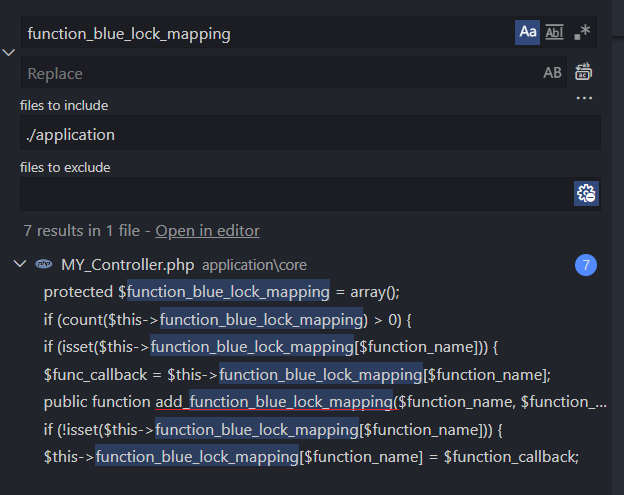 function_blue_lock_mapping Aa Ab .*
Replace AB
...
files to include
./application
files to exclude
7 results in 1 file - Open in editor
php MY_Controller.php application\core 7
protected $function_blue_lock_mapping = array();
if (count($this->function_blue_lock_mapping) > 0) {
if (isset($this->function_blue_lock_mapping[$function_name])) {
$func_callback = $this->function_blue_lock_mapping[$function_name];
public function add_function_blue_lock_mapping($function_name, $function_...
if (!isset($this->function_blue_lock_mapping[$function_name])) {
$this->function_blue_lock_mapping[$function_name] = $function_callback;